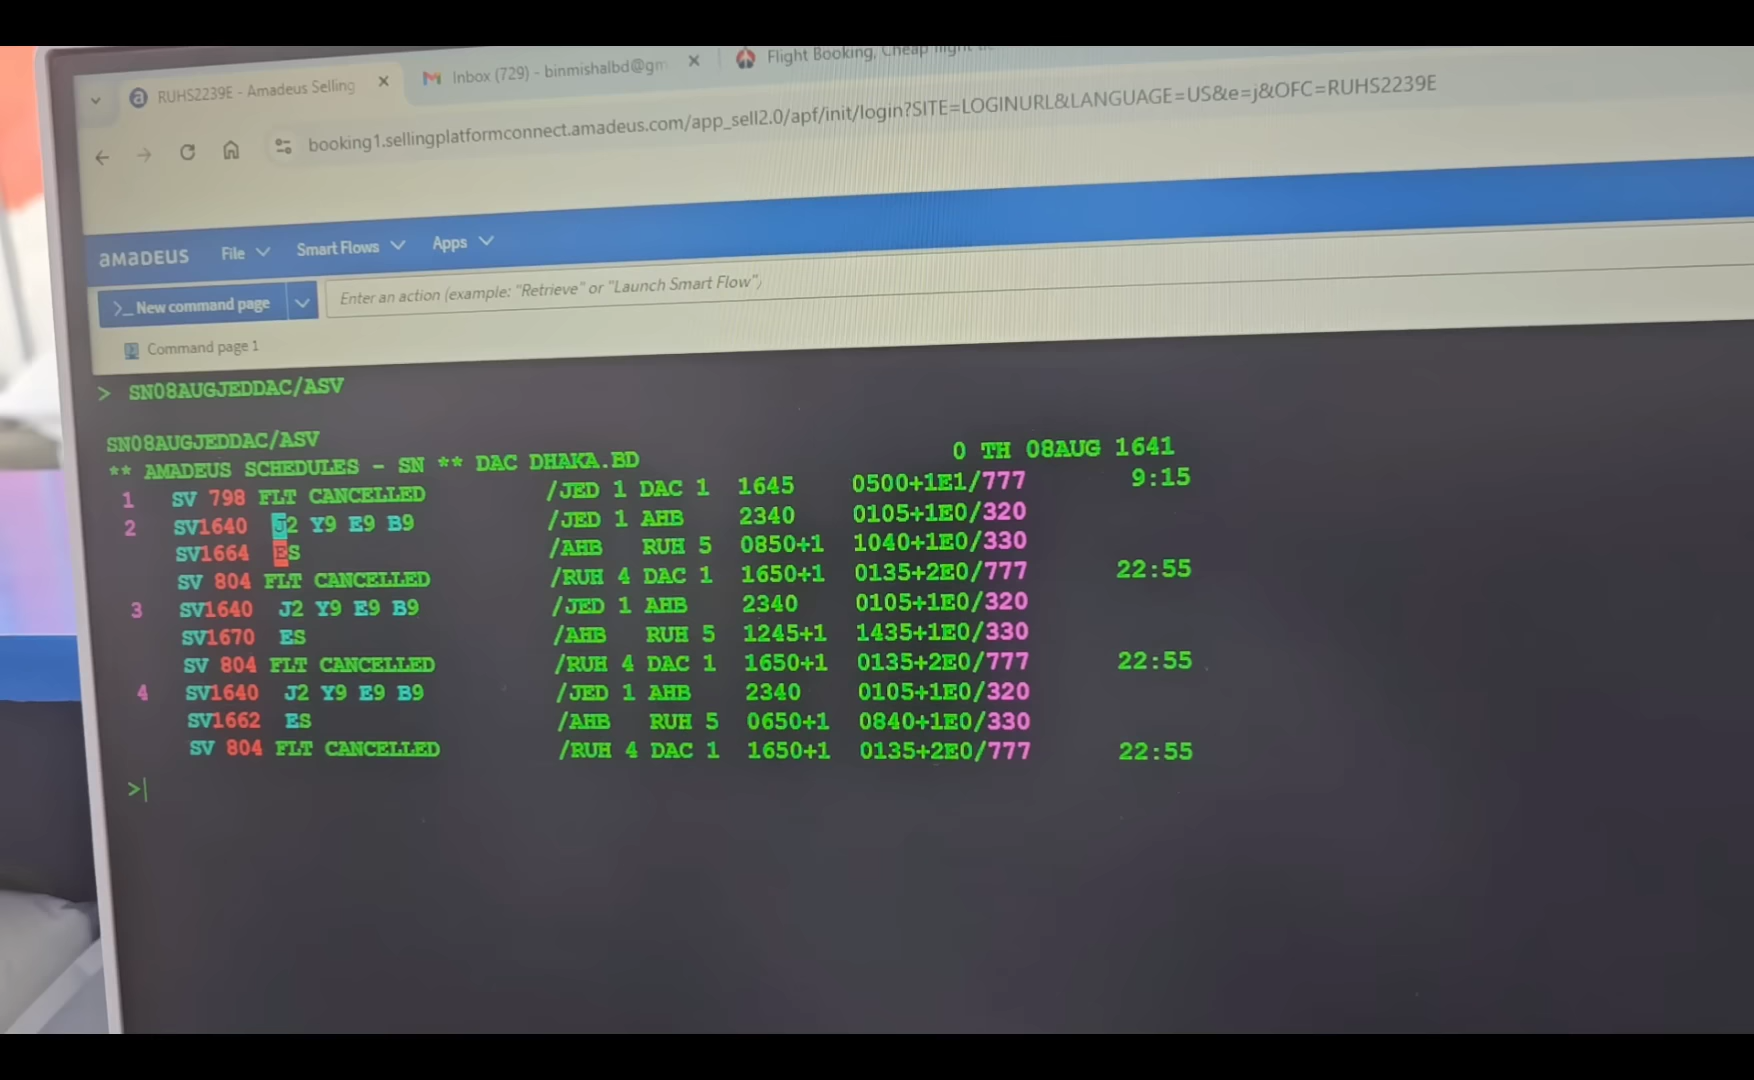 RUHS2239E - Amadeus Selling
Inbox (729) - binmishalbd@gm
Flight Booking, Cheap flight
booking1.sellingplatformconnect.amadeus.com/app_sell2.0/apf/init/login?SITE=LOGINURL&LANGUAGE=US&e=j&OFC=RUHS2239E
aMaDEUS File Smart Flows Apps
>_ New command page Enter an action (example: "Retrieve" or "Launch Smart Flow")
Command page 1
> SN08AUGJEDDAC/ASV
SN08AUGJEDDAC/ASV
** AMADEUS SCHEDULES - SN ** DAC DHAKA.BD 0 TH 08AUG 1641
1 SV 798 FLT CANCELLED /JED 1 DAC 1 1645 0500+1E1/777 9:15
2 SV1640 J2 Y9 E9 B9 /JED 1 AHB 2340 0105+1E0/320
SV1664 ES /AHB RUH 5 0850+1 1040+1E0/330
SV 804 FLT CANCELLED /RUH 4 DAC 1 1650+1 0135+2E0/777 22:55
3 SV1640 J2 Y9 E9 B9 /JED 1 AHB 2340 0105+1E0/320
SV1670 ES /AHB RUH 5 1245+1 1435+1E0/330
SV 804 FLT CANCELLED /RUH 4 DAC 1 1650+1 0135+2E0/777 22:55
4 SV1640 J2 Y9 E9 B9 /JED 1 AHB 2340 0105+1E0/320
SV1662 ES /AHB RUH 5 0650+1 0840+1E0/330
SV 804 FLT CANCELLED /RUH 4 DAC 1 1650+1 0135+2E0/777 22:55
>